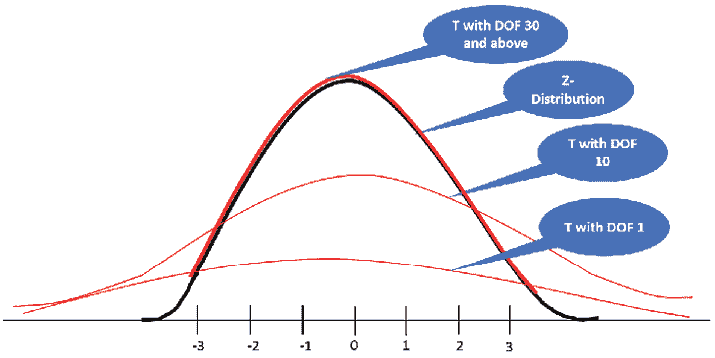 T with DOF 30
and above
Z-
Distribution
T with DOF
10
T with DOF 1
-3 -2 -1 0 1 2 3